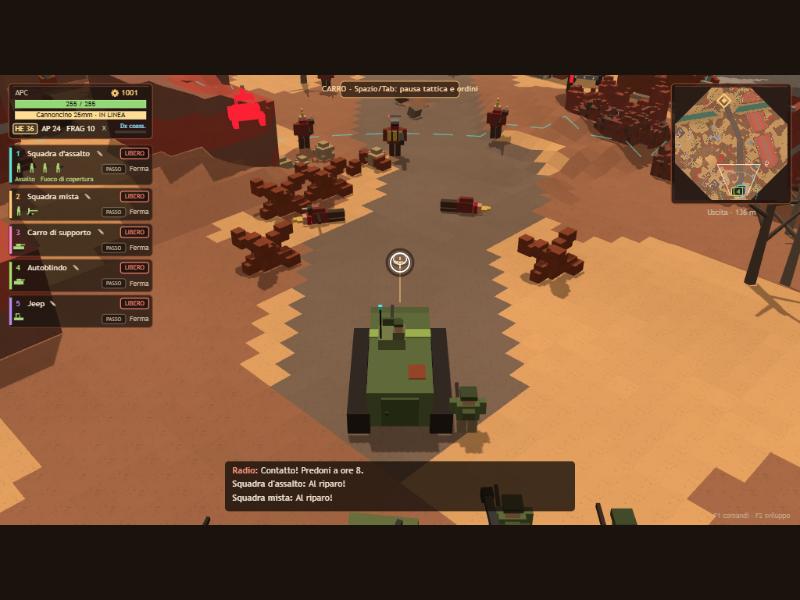 APC 1001
255 / 255
Cannoncino 25mm · IN LINEA
HE 36 AP 24 FRAG 10 X Dx coass.
1 Squadra d'assalto LIBERO
PASSO Ferma
Assalto Fuoco di copertura
2 Squadra mista LIBERO
PASSO Ferma
3 Carro di supporto LIBERO
PASSO Ferma
4 Autoblindo LIBERO
PASSO Ferma
5 Jeep LIBERO
PASSO Ferma
CARRO - Spazio/Tab: pausa tattica e ordini
Uscita · 136 m
Radio: Contatto! Predoni a ore 8.
Squadra d'assalto: Al riparo!
Squadra mista: Al riparo!
F1 comandi · F2 sviluppo